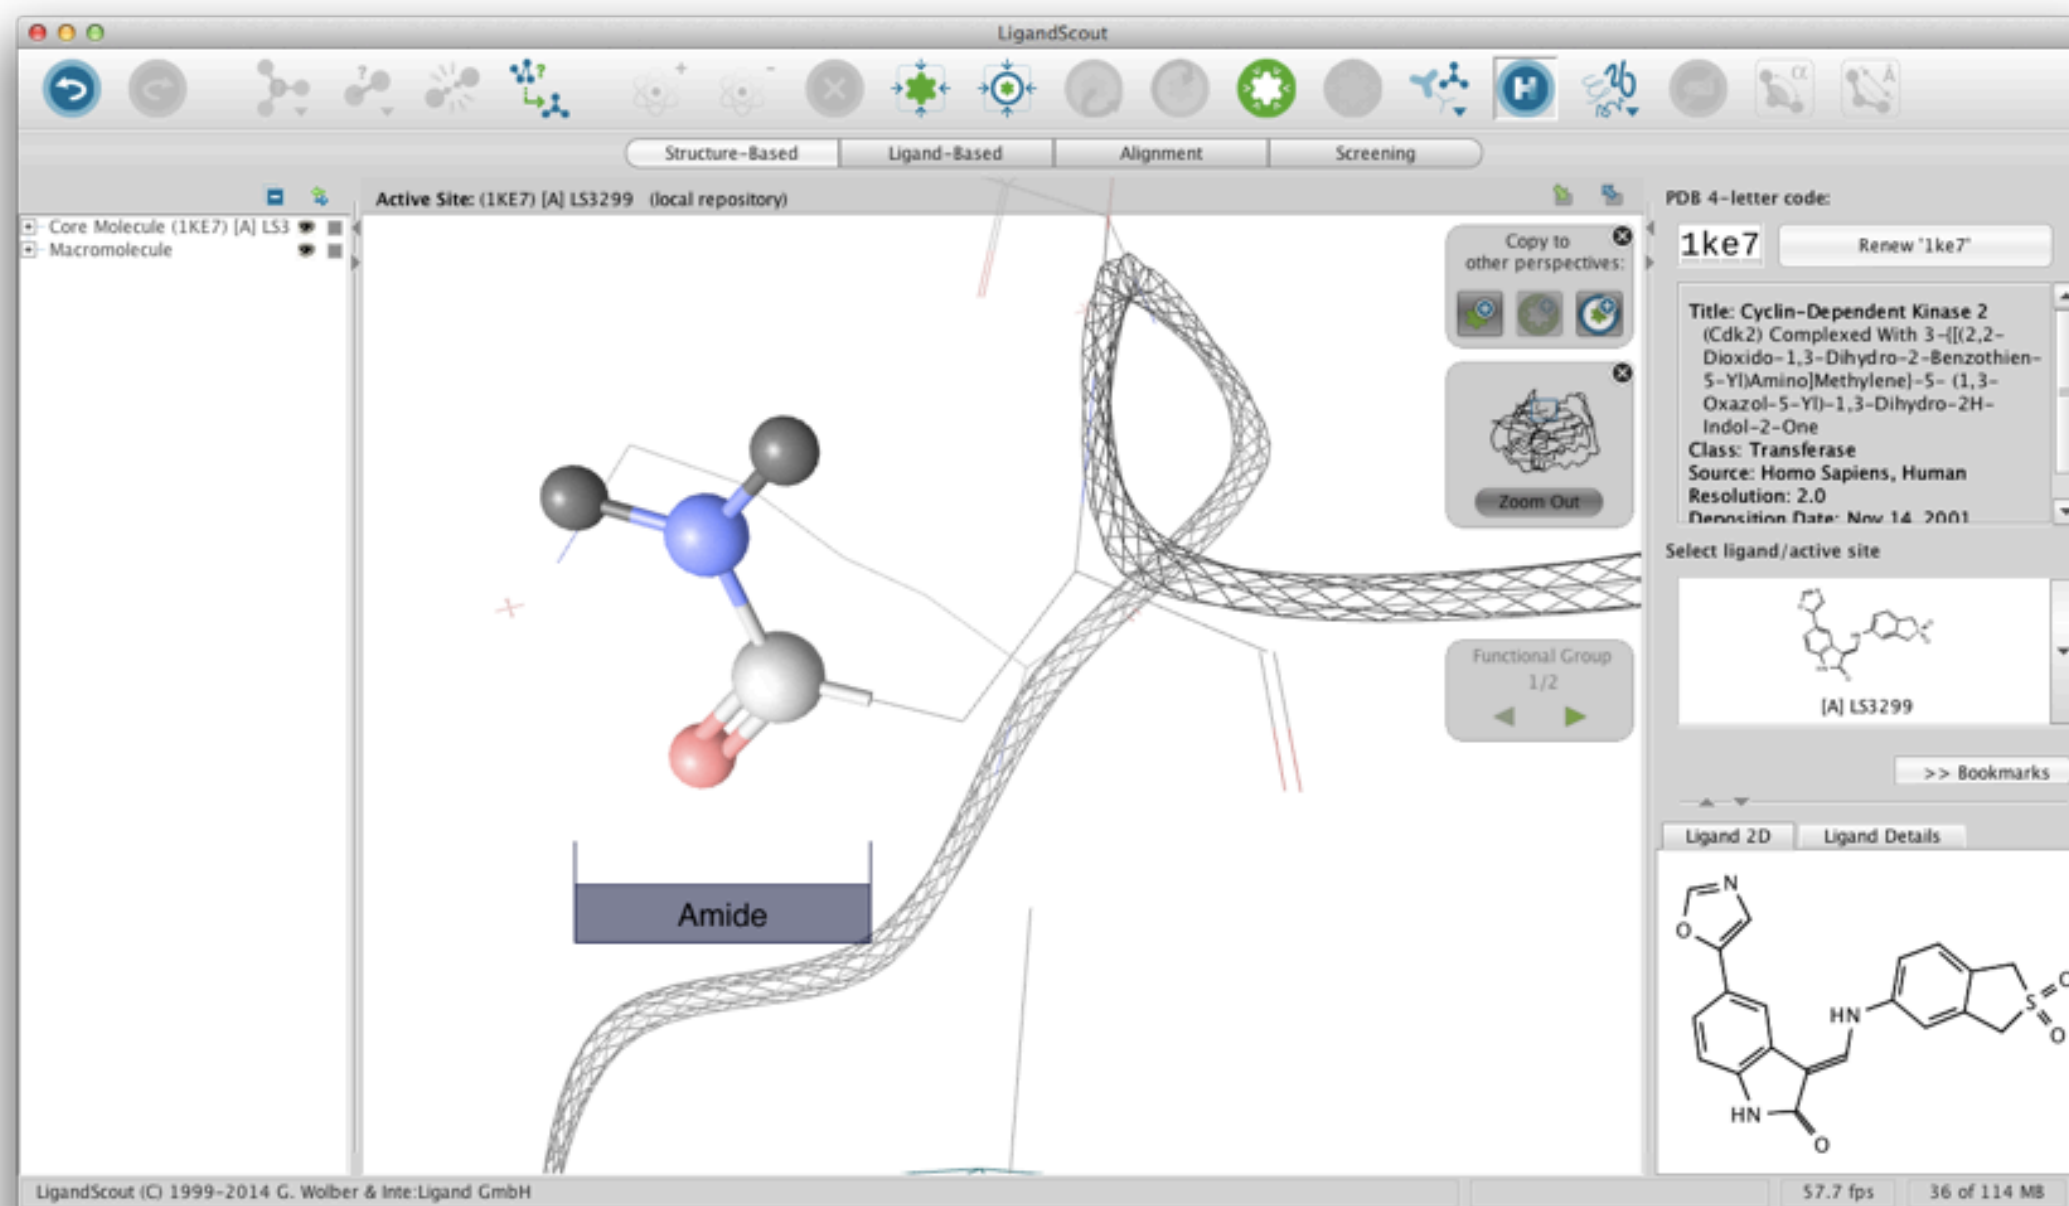 LigandScout
Structure-Based
Ligand-Based
Alignment
Screening
Core Molecule (1KE7) [A] LS3
Macromolecule
Active Site: (1KE7) [A] LS3299 (local repository)
Copy to
other perspectives:
Zoom Out
Functional Group
1/2
Amide
PDB 4-letter code:
1ke7
Renew "1ke7"
Title: Cyclin-Dependent Kinase 2
(Cdk2) Complexed With 3-{[(2,2-
Dioxido-1,3-Dihydro-2-Benzothien-
5-Yl)Amino]Methylene}-5- (1,3-
Oxazol-5-Yl)-1,3-Dihydro-2H-
Indol-2-One
Class: Transferase
Source: Homo Sapiens, Human
Resolution: 2.0
Deposition Date: Nov 14, 2001
Select ligand/active site
[A] LS3299
>> Bookmarks
Ligand 2D
Ligand Details
N
O
HN
S
O
O
HN
O
LigandScout (C) 1999-2014 G. Wolber & Inte:Ligand GmbH
57.7 fps
36 of 114 MB